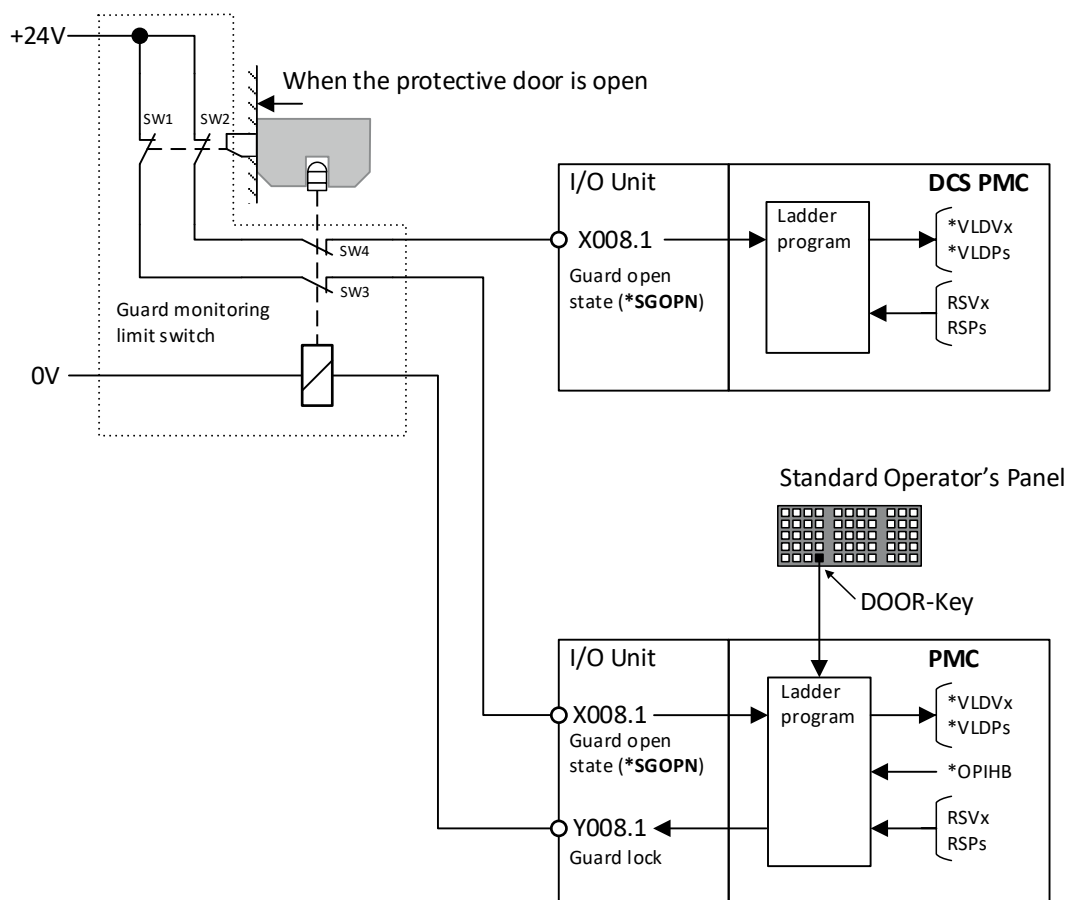 +24V
When the protective door is open
SW1
SW2
SW4
SW3
Guard monitoring
limit switch
0V
I/O Unit
DCS PMC
X008.1
Guard open
state (*SGOPN)
Ladder
program
*VLDVx
*VLDPs
RSVx
RSPs
Standard Operator's Panel
DOOR-Key
I/O Unit
PMC
X008.1
Guard open
state (*SGOPN)
Y008.1
Guard lock
Ladder
program
*VLDVx
*VLDPs
*OPIHB
RSVx
RSPs